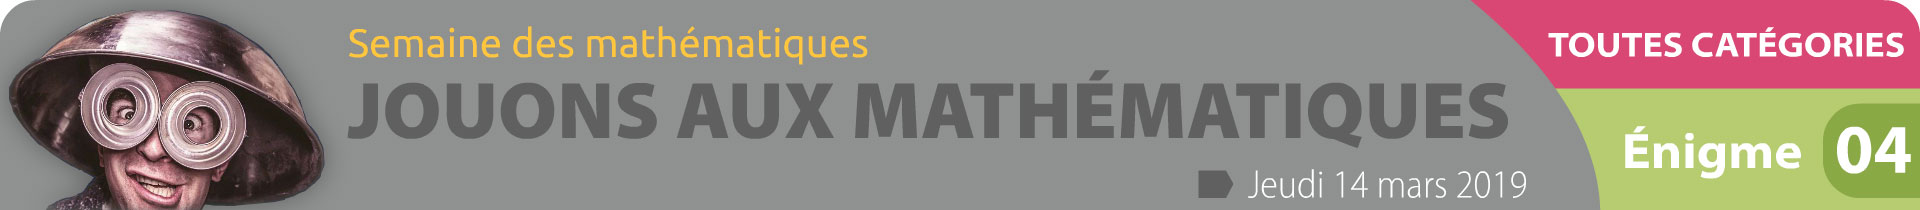 Semaine des mathématiques
JOUONS AUX MATHÉMATIQUES
Jeudi 14 mars 2019
TOUTES CATÉGORIES
Énigme 04